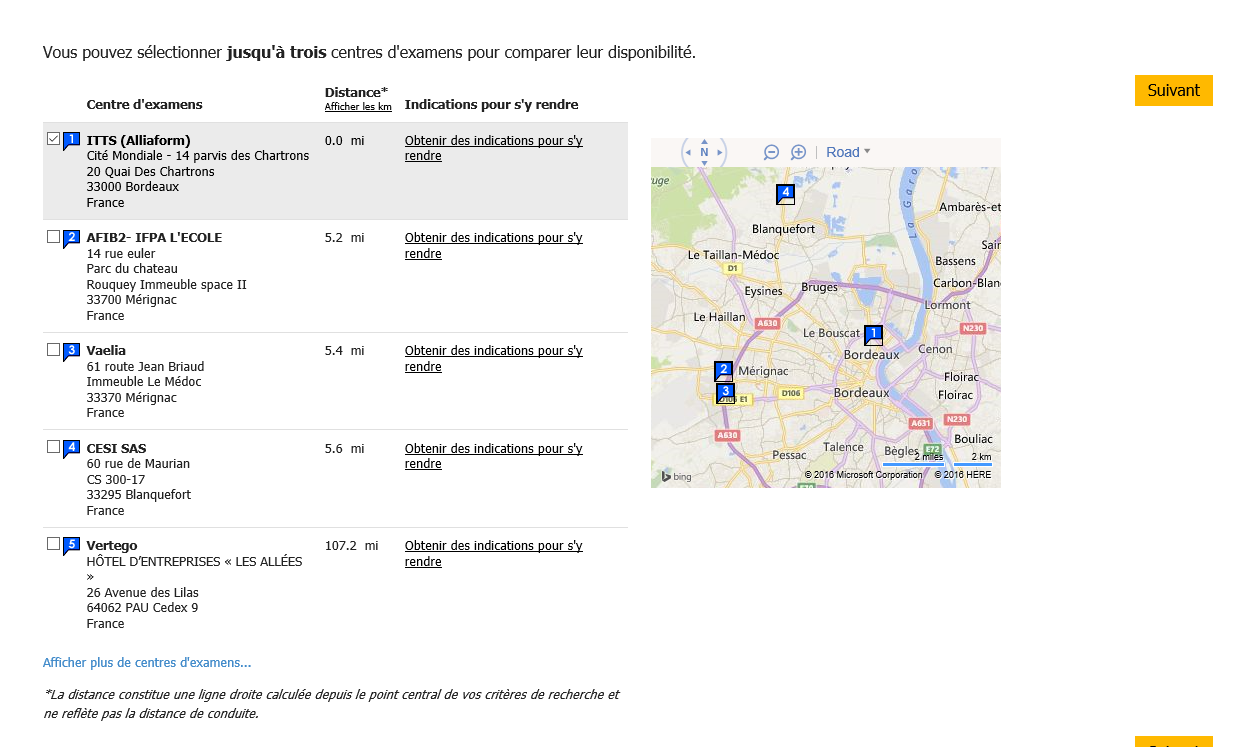 Vous pouvez sélectionner jusqu'à trois centres d'examens pour comparer leur disponibilité.
Suivant
Centre d'examens
Distance*
Afficher les km
Indications pour s'y rendre
1
ITTS (Alliaform)
Cité Mondiale - 14 parvis des Chartrons
20 Quai Des Chartrons
33000 Bordeaux
France
0.0 mi
Obtenir des indications pour s'y
rendre
2
AFIB2- IFPA L'ECOLE
14 rue euler
Parc du chateau
Rouquey Immeuble space II
33700 Mérignac
France
5.2 mi
Obtenir des indications pour s'y
rendre
3
Vaelia
61 route Jean Briaud
Immeuble Le Médoc
33370 Mérignac
France
5.4 mi
Obtenir des indications pour s'y
rendre
4
CESI SAS
60 rue de Maurian
CS 300-17
33295 Blanquefort
France
5.6 mi
Obtenir des indications pour s'y
rendre
5
Vertego
HÔTEL D'ENTREPRISES « LES ALLÉES
»
26 Avenue des Lilas
64062 PAU Cedex 9
France
107.2 mi
Obtenir des indications pour s'y
rendre
Afficher plus de centres d'examens...
*La distance constitue une ligne droite calculée depuis le point central de vos critères de recherche et
ne reflète pas la distance de conduite.
N
Road
4
La Garo
Ambarès-et
Blanquefort
Le Taillan-Médoc
Bassens
D1
Eysines
Bruges
Carbon-Blan
Lormont
Le Haillan
A630
Le Bouscat
1
N230
Bordeaux
Cenon
2
Mérignac
Floirac
3
D106
Bordeaux
Floirac
A630
A631
N230
Bouliac
Talence
Bègles
E72
Pessac
2 miles
2 km
bing
© 2016 Microsoft Corporation
© 2016 HERE